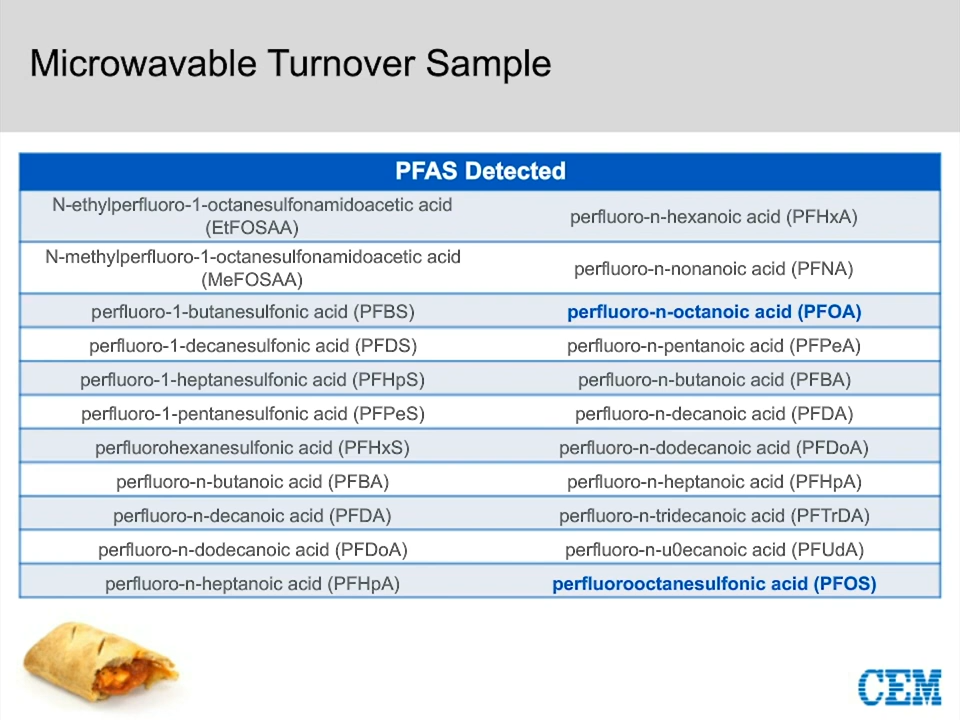 Microwavable Turnover Sample
PFAS Detected
N-ethylperfluoro-1-octanesulfonamidoacetic acid
(EtFOSAA)
perfluoro-n-hexanoic acid (PFHxA)
N-methylperfluoro-1-octanesulfonamidoacetic acid
(MeFOSAA)
perfluoro-n-nonanoic acid (PFNA)
perfluoro-1-butanesulfonic acid (PFBS)
perfluoro-n-octanoic acid (PFOA)
perfluoro-1-decanesulfonic acid (PFDS)
perfluoro-n-pentanoic acid (PFPeA)
perfluoro-1-heptanesulfonic acid (PFHpS)
perfluoro-n-butanoic acid (PFBA)
perfluoro-1-pentanesulfonic acid (PFPeS)
perfluoro-n-decanoic acid (PFDA)
perfluorohexanesulfonic acid (PFHxS)
perfluoro-n-dodecanoic acid (PFDoA)
perfluoro-n-butanoic acid (PFBA)
perfluoro-n-heptanoic acid (PFHpA)
perfluoro-n-decanoic acid (PFDA)
perfluoro-n-tridecanoic acid (PFTrDA)
perfluoro-n-dodecanoic acid (PFDoA)
perfluoro-n-u0ecanoic acid (PFUdA)
perfluoro-n-heptanoic acid (PFHpA)
perfluorooctanesulfonic acid (PFOS)
CEM